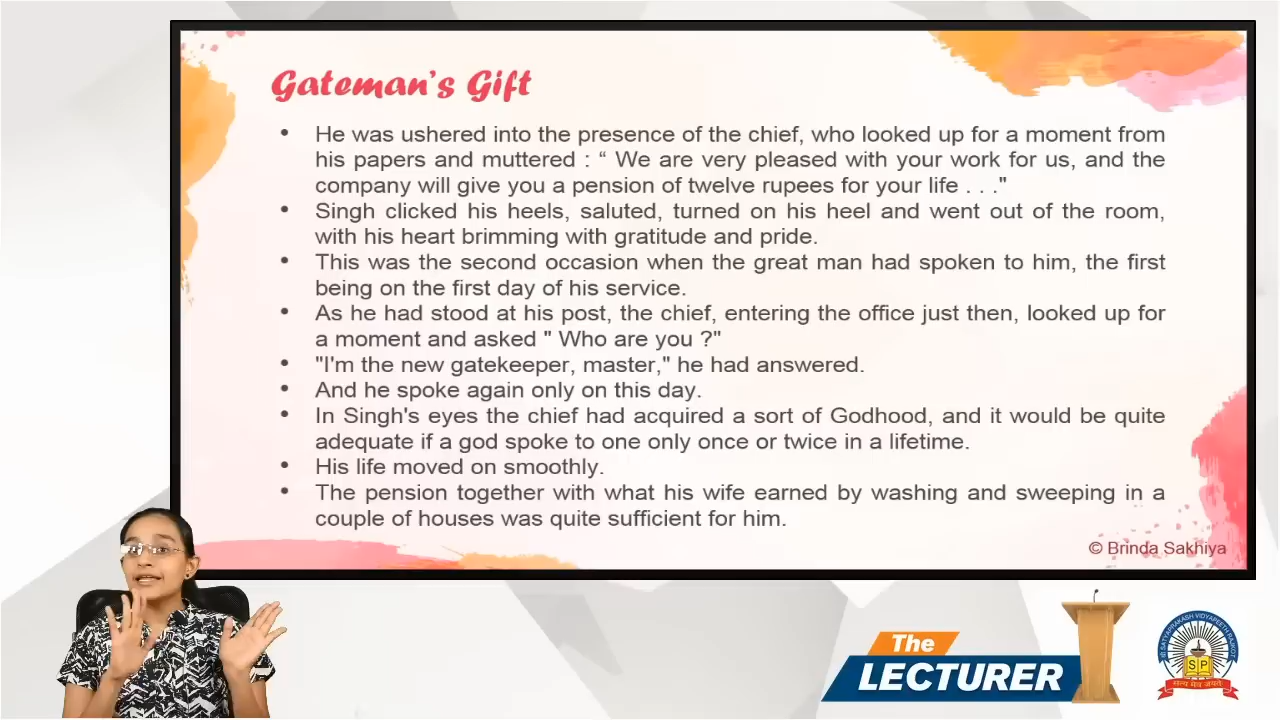 Gateman's Gift
• He was ushered into the presence of the chief, who looked up for a moment from
his papers and muttered : “ We are very pleased with your work for us, and the
company will give you a pension of twelve rupees for your life . . ."
• Singh clicked his heels, saluted, turned on his heel and went out of the room,
with his heart brimming with gratitude and pride.
• This was the second occasion when the great man had spoken to him, the first
being on the first day of his service.
• As he had stood at his post, the chief, entering the office just then, looked up for
a moment and asked " Who are you ?"
• "I'm the new gatekeeper, master," he had answered.
• And he spoke again only on this day.
• In Singh's eyes the chief had acquired a sort of Godhood, and it would be quite
adequate if a god spoke to one only once or twice in a lifetime.
• His life moved on smoothly.
• The pension together with what his wife earned by washing and sweeping in a
couple of houses was quite sufficient for him.
© Brinda Sakhiya
The
LECTURER
SATYAPRAKASH VIDYAPEETH RAJKOT
S P
सत्य मेव जयते